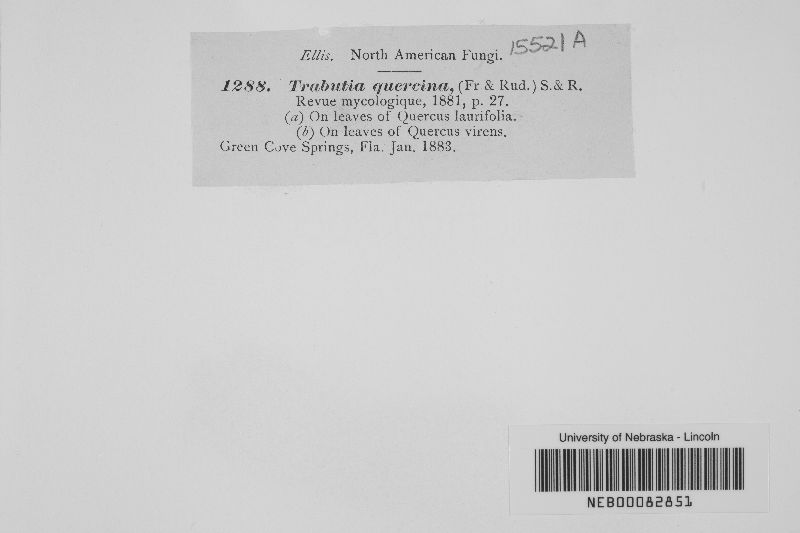 Ellis. North American Fungi. 15521 A
1288. Trabutia quercina, (Fr & Rud.) S. & R.
Revue mycologique, 1881, p. 27.
(a) On leaves of Quercus laurifolia.
(b) On leaves of Quercus virens.
Green Cove Springs, Fla. Jan. 1883.
University of Nebraska - Lincoln
NEB00082851